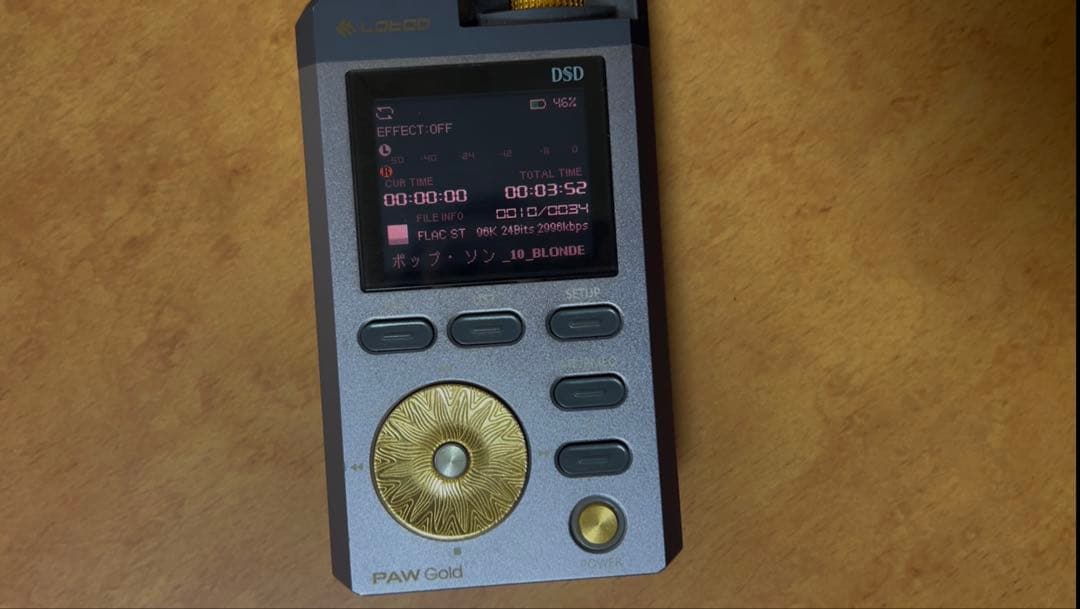 Lotoo
DSD
46%
EFFECT:OFF
L
-50 -40 -24 -12 -8 0
R
CUR TIME TOTAL TIME
00:00:00 00:03:52
FILE INFO 0010/0034
FLAC ST 96K 24Bits 2996kbps
ポップ・ソン_10_BLONDE
SETUP
POWER
PAW Gold